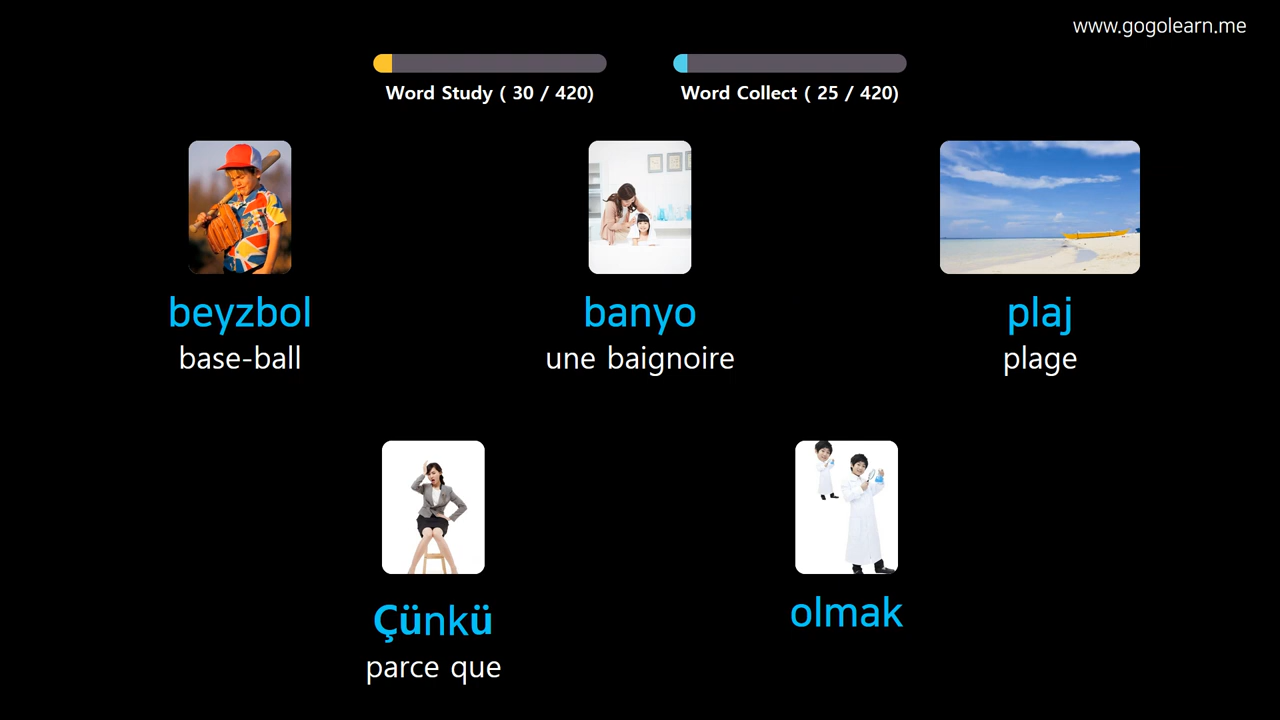 www.gogolearn.me
Word Study ( 30 / 420)
Word Collect ( 25 / 420)
beyzbol
base-ball
banyo
une baignoire
plaj
plage
Çünkü
parce que
olmak